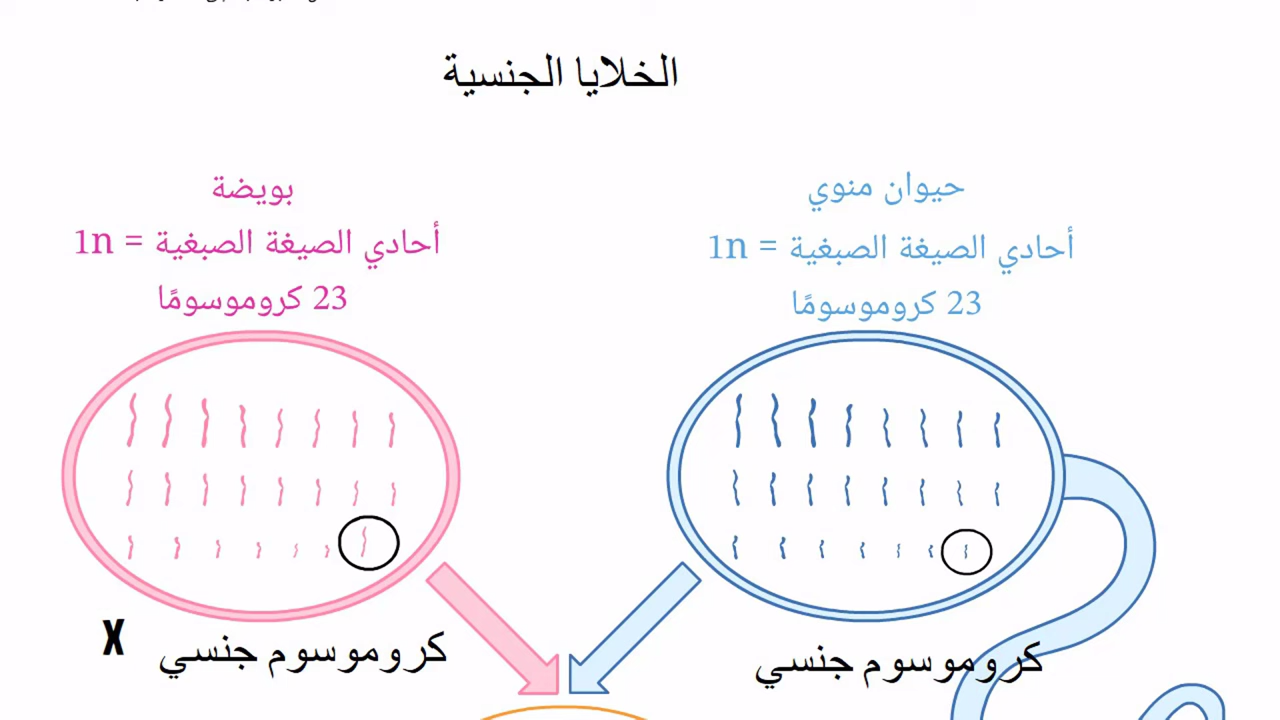 الخلايا الجنسية
حيوان منوي
أحادي الصيغة الصبغية = 1n
23 كروموسومًا
بويضة
أحادي الصيغة الصبغية = 1n
23 كروموسومًا
كروموسوم جنسي
كروموسوم جنسي X